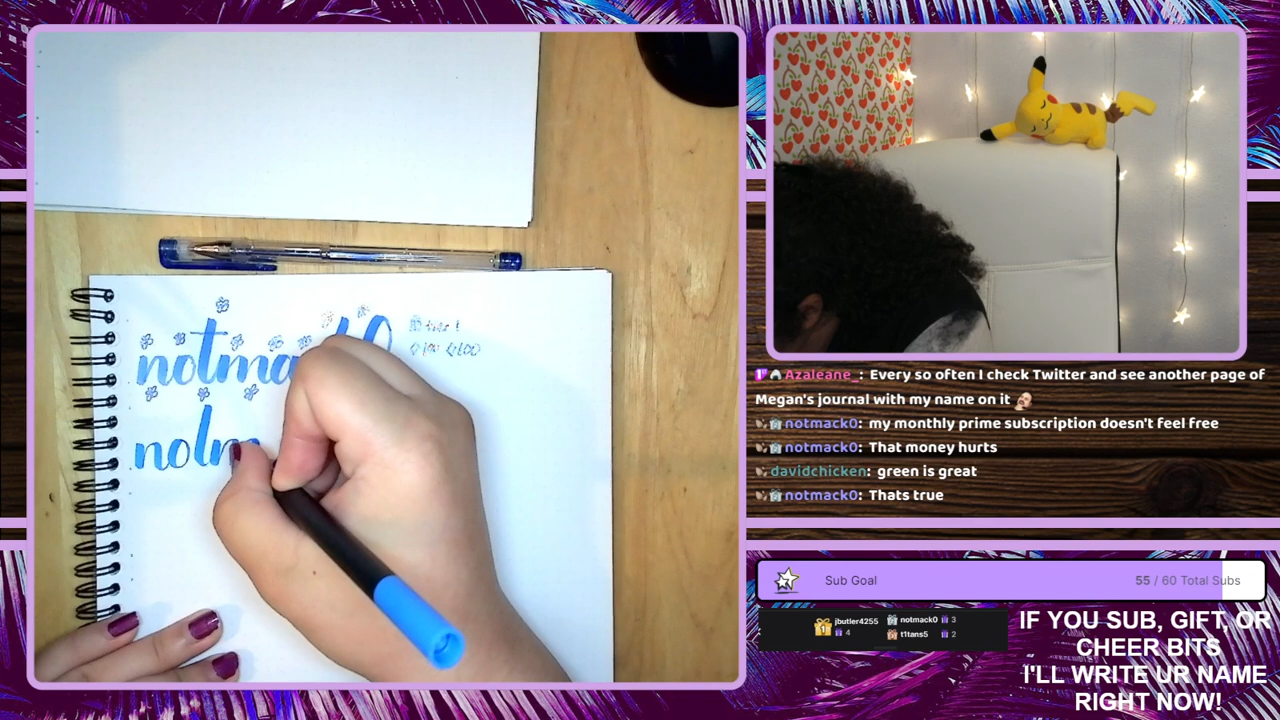 notma
notm
Azaleane_: Every so often I check Twitter and see another page of
Megan's journal with my name on it
notmack0: my monthly prime subscription doesn't feel free
notmack0: That money hurts
davidchicken: green is great
notmack0: Thats true
Sub Goal
55 / 60 Total Subs
1
jbutler4255
4
notmack0 3
t1tans5 2
IF YOU SUB, GIFT, OR
CHEER BITS
I'LL WRITE UR NAME
RIGHT NOW!